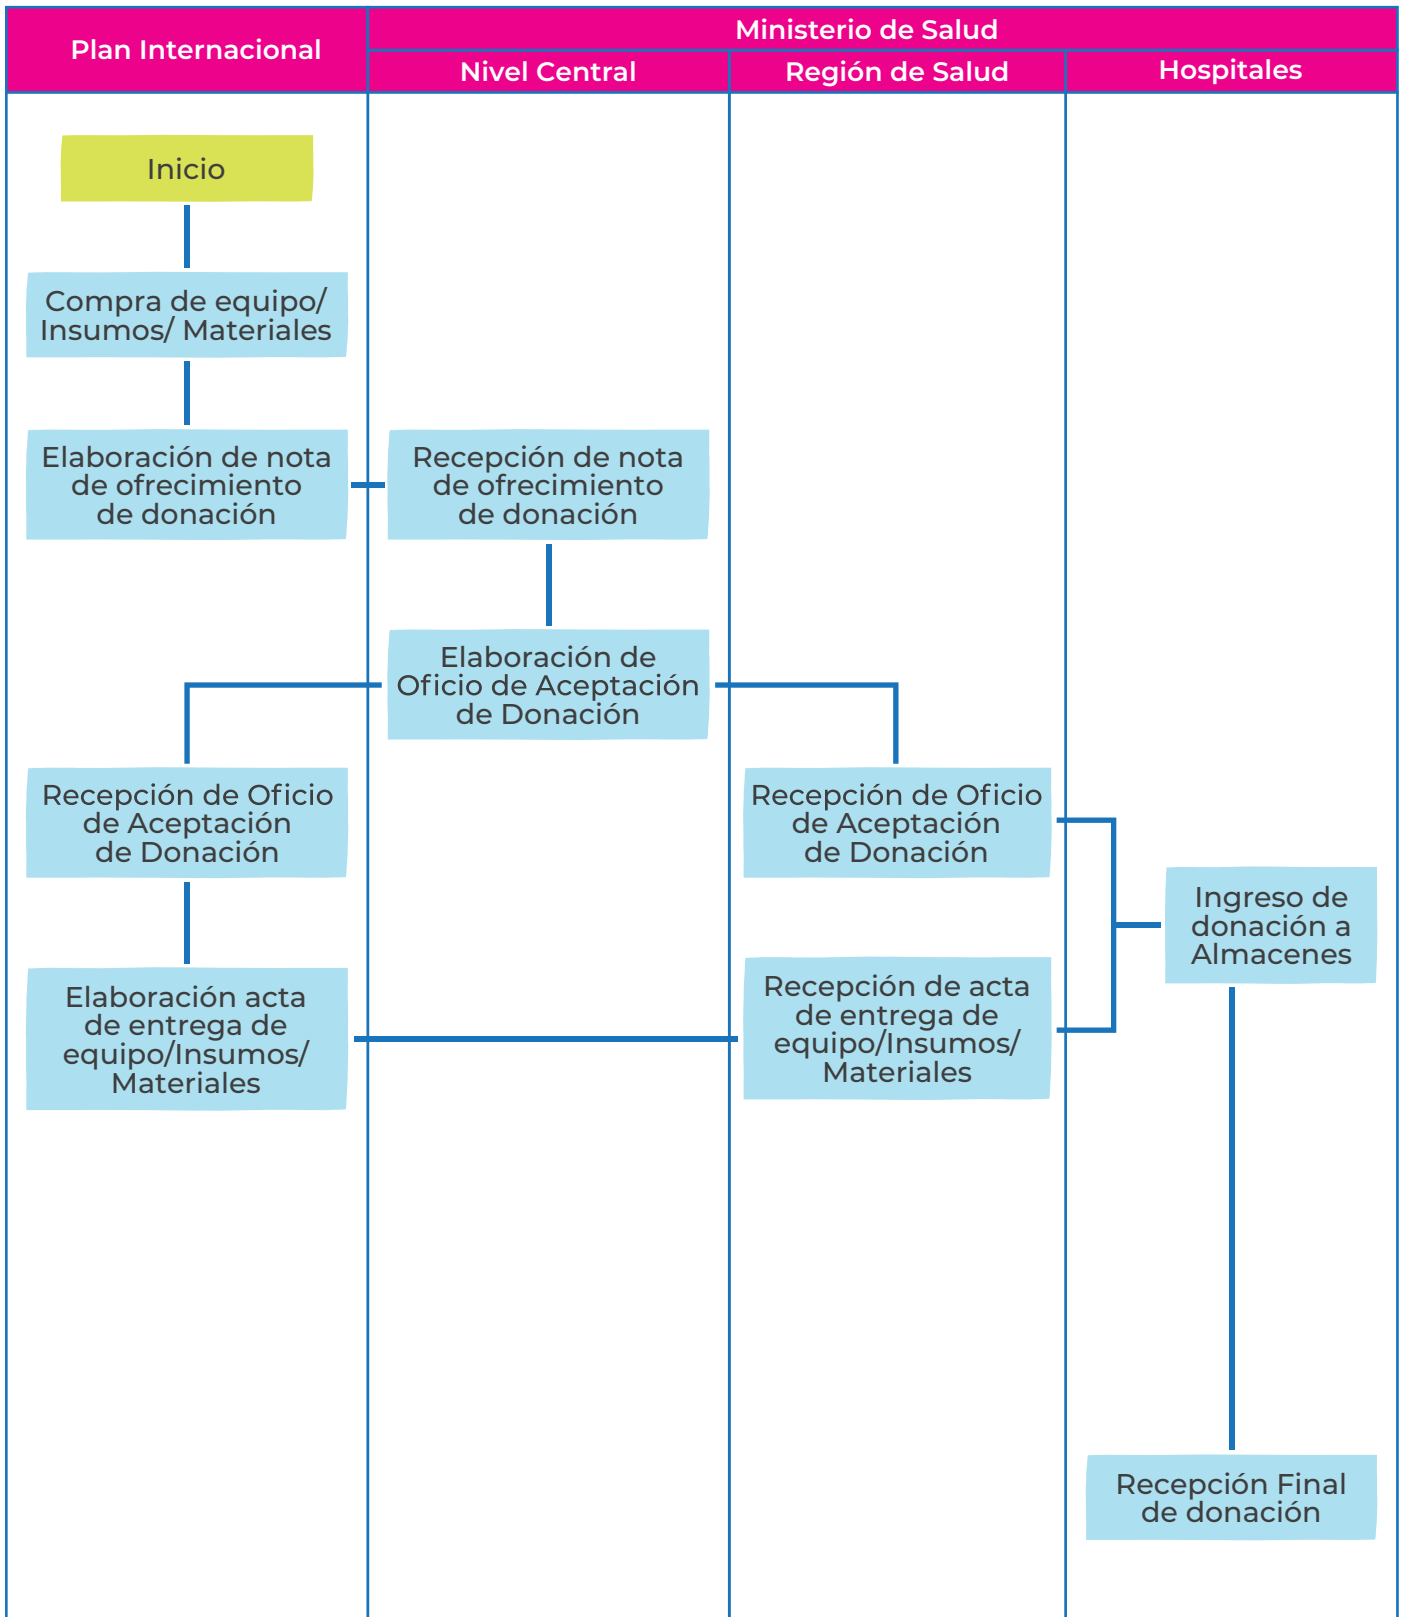 Plan Internacional
Ministerio de Salud
Nivel Central
Región de Salud
Hospitales
Inicio
Compra de equipo/
Insumos/ Materiales
Elaboración de nota
de ofrecimiento
de donación
Recepción de nota
de ofrecimiento
de donación
Elaboración de
Oficio de Aceptación
de Donación
Recepción de Oficio
de Aceptación
de Donación
Recepción de Oficio
de Aceptación
de Donación
Ingreso de
donación a
Almacenes
Elaboración acta
de entrega de
equipo/Insumos/
Materiales
Recepción de acta
de entrega de
equipo/Insumos/
Materiales
Recepción Final
de donación